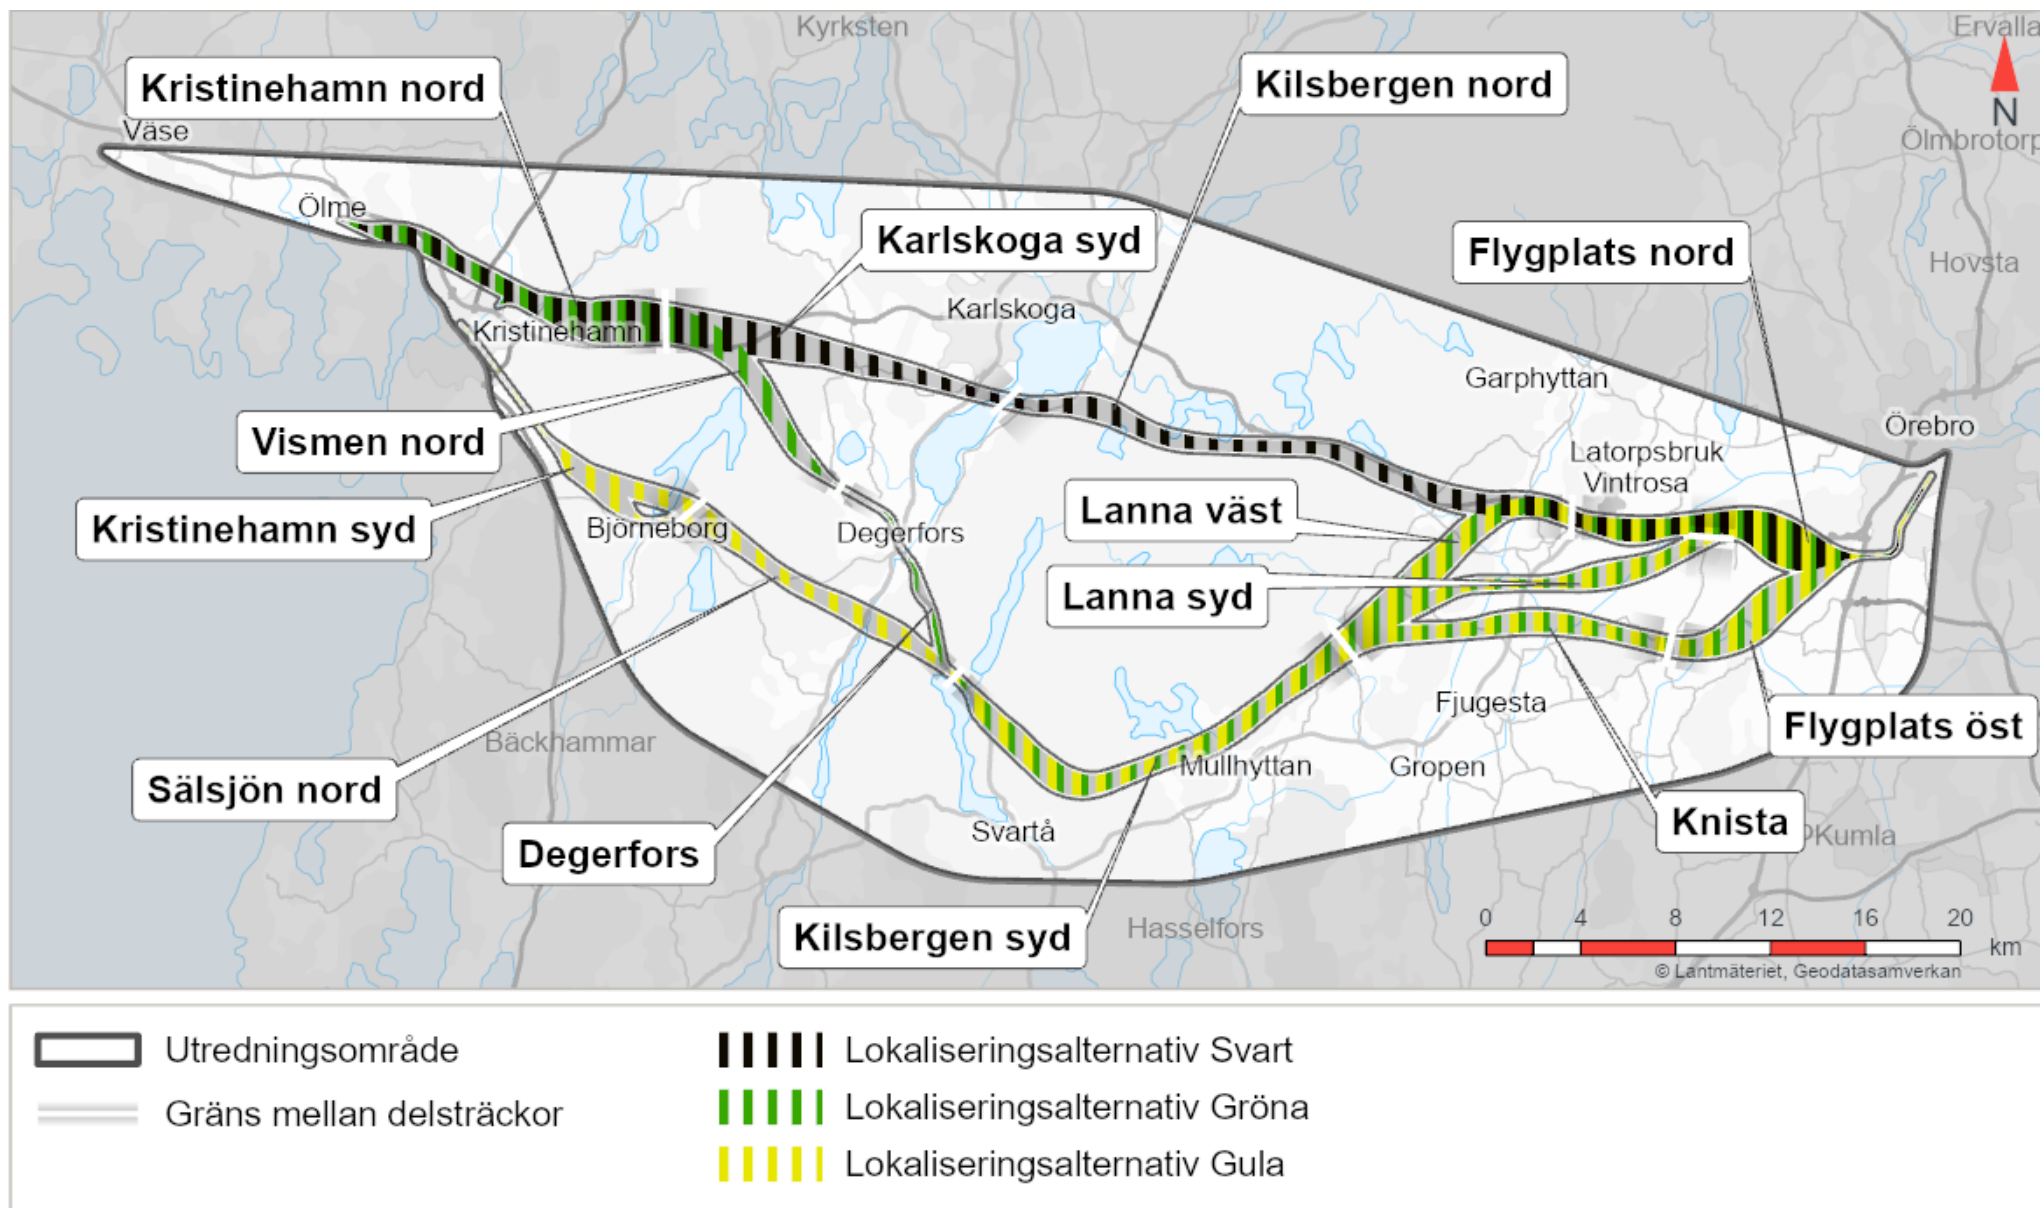 Kyrksten
Ervalla
Kristinehamn nord
Kilsbergen nord
N
Väse
Ölmbrotorp
Ölme
Karlskoga syd
Flygplats nord
Hovsta
Karlskoga
Kristinehamn
Garphyttan
Örebro
Vismen nord
Latorpsbruk
Vintrosa
Lanna väst
Kristinehamn syd
Björneborg
Degerfors
Lanna syd
Fjugesta
Flygplats öst
Bäckhammar
Mullhyttan
Gropen
Sälsjön nord
Svartå
Knista
Kumla
Degerfors
Kilsbergen syd
Hasselfors
0 4 8 12 16 20
km
© Lantmäteriet, Geodatasamverkan
Utredningsområde
Gräns mellan delsträckor
Lokaliseringsalternativ Svart
Lokaliseringsalternativ Gröna
Lokaliseringsalternativ Gula